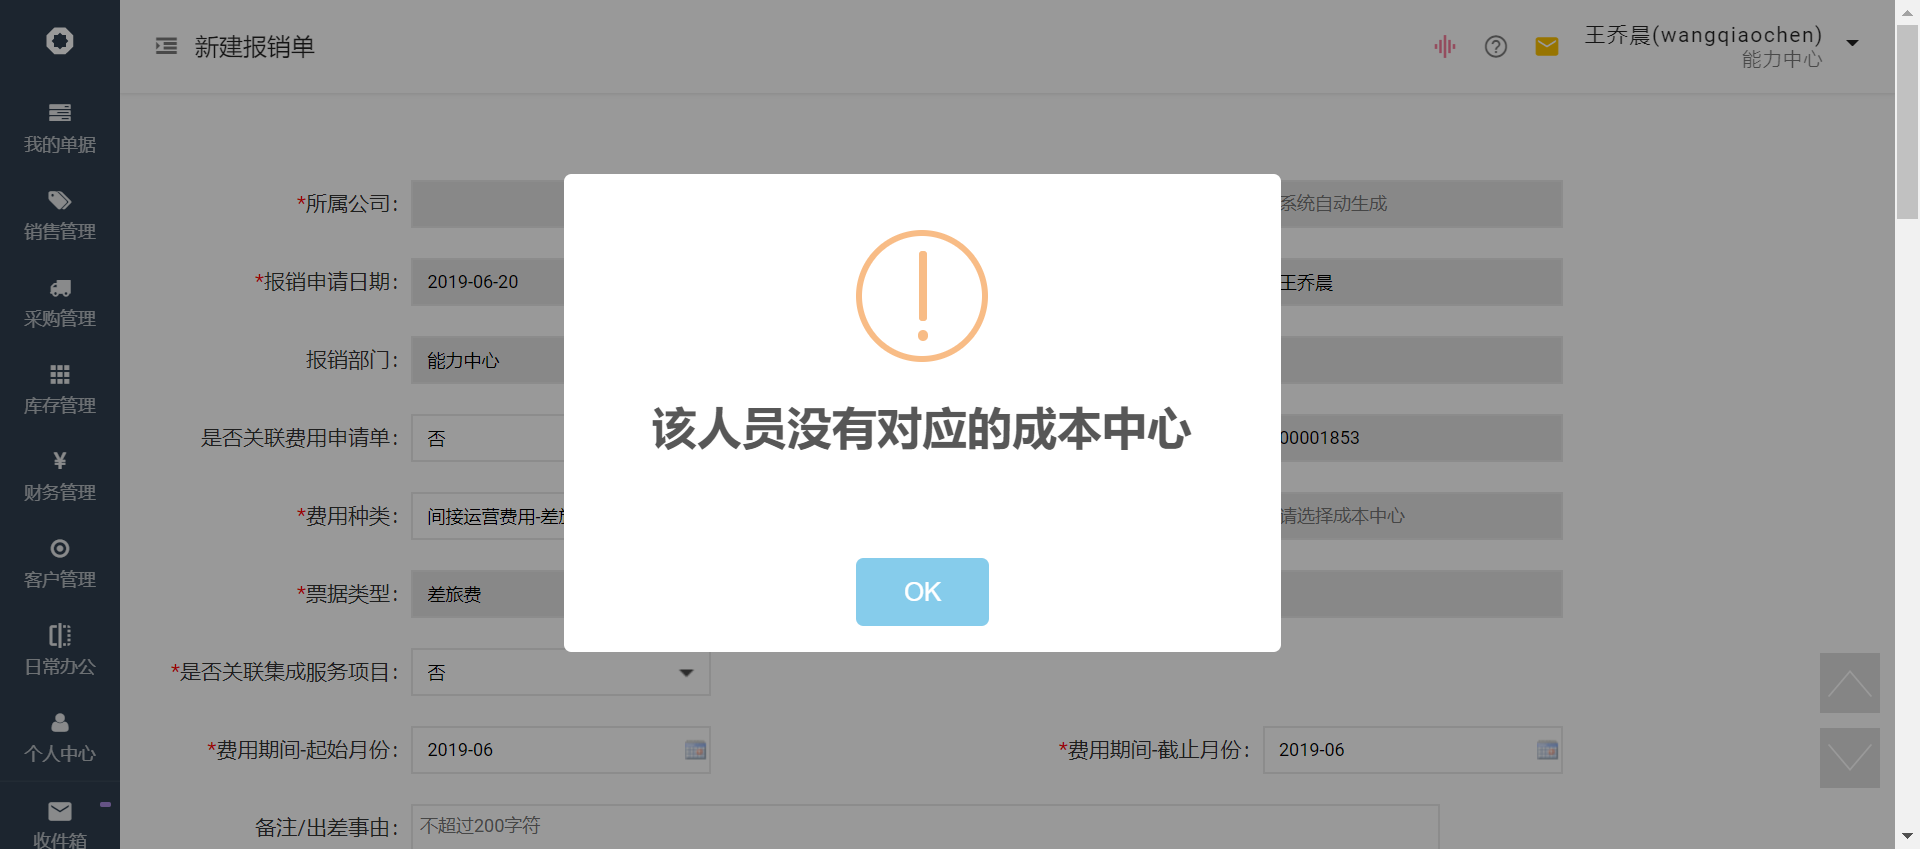 新建报销单
王乔晨(wangqiaochen)
能力中心
我的单据
销售管理
采购管理
库存管理
财务管理
客户管理
日常办公
个人中心
收件箱
*所属公司:
系统自动生成
*报销申请日期: 2019-06-20
王乔晨
报销部门: 能力中心
是否关联费用申请单: 否
00001853
*费用种类: 间接运营费用-差
请选择成本中心
*票据类型: 差旅费
*是否关联集成服务项目: 否
*费用期间-起始月份: 2019-06
*费用期间-截止月份: 2019-06
备注/出差事由: 不超过200字符
该人员没有对应的成本中心
OK